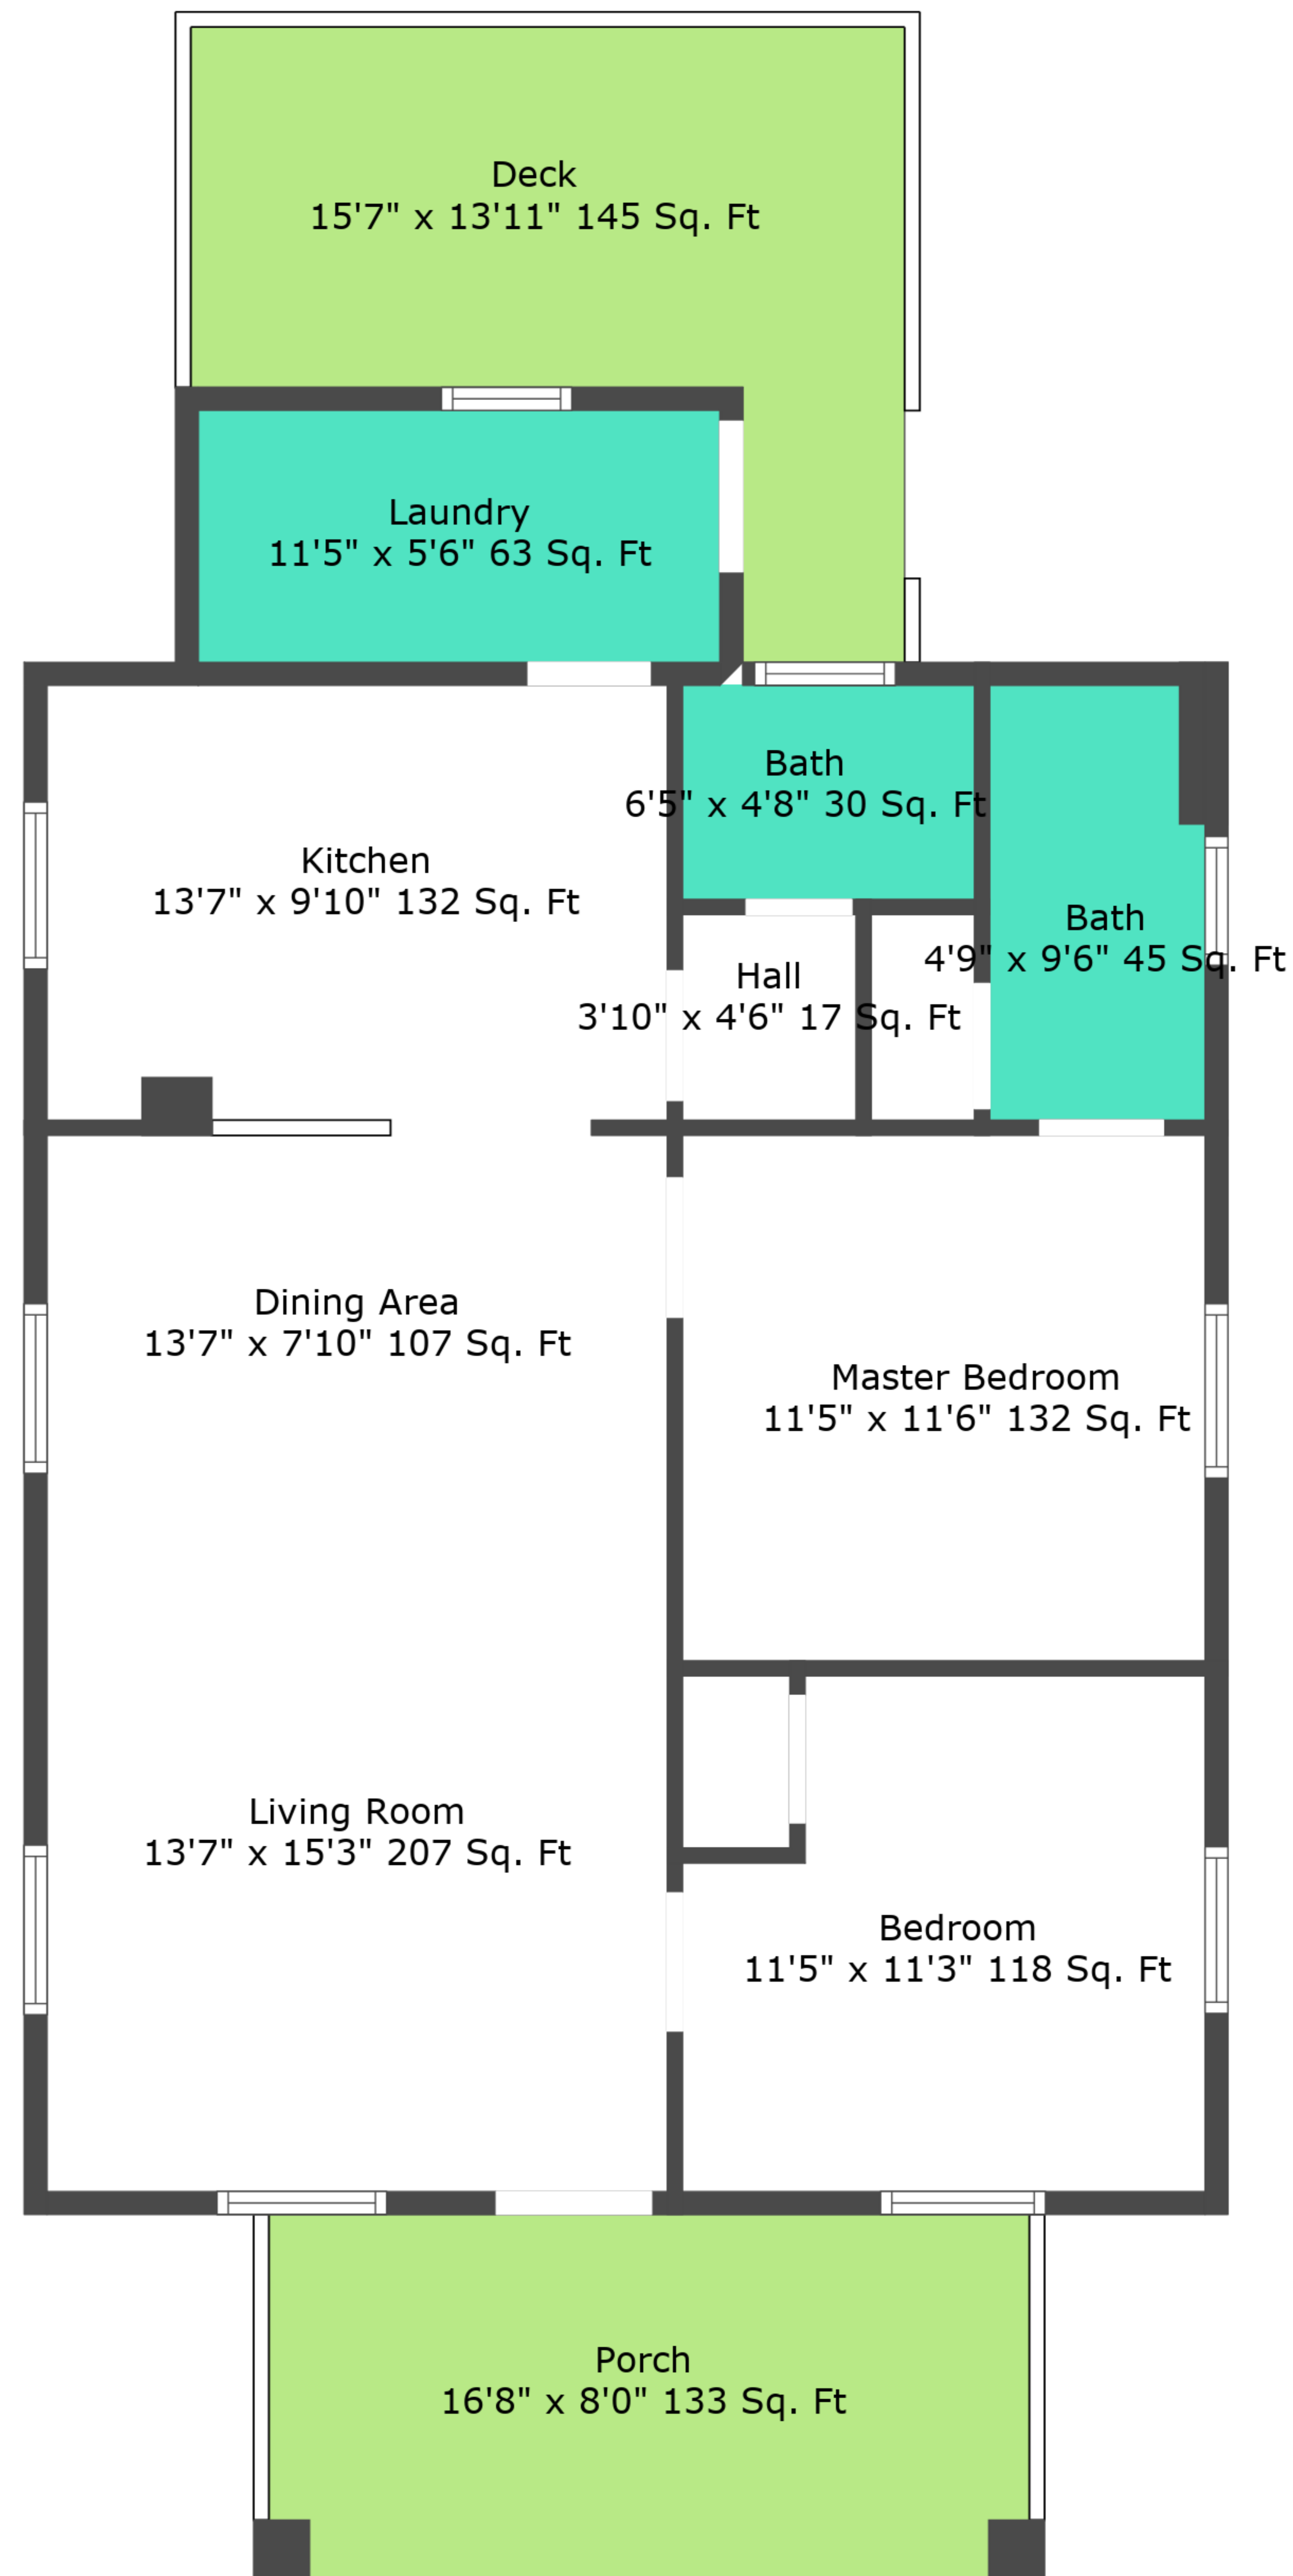 Deck
15'7" x 13'11" 145 Sq. Ft
Laundry
11'5" x 5'6" 63 Sq. Ft
Bath
6'5" x 4'8" 30 Sq. Ft
Kitchen
13'7" x 9'10" 132 Sq. Ft
Bath
4'9" x 9'6" 45 Sq. Ft
Hall
3'10" x 4'6" 17 Sq. Ft
Dining Area
13'7" x 7'10" 107 Sq. Ft
Master Bedroom
11'5" x 11'6" 132 Sq. Ft
Living Room
13'7" x 15'3" 207 Sq. Ft
Bedroom
11'5" x 11'3" 118 Sq. Ft
Porch
16'8" x 8'0" 133 Sq. Ft